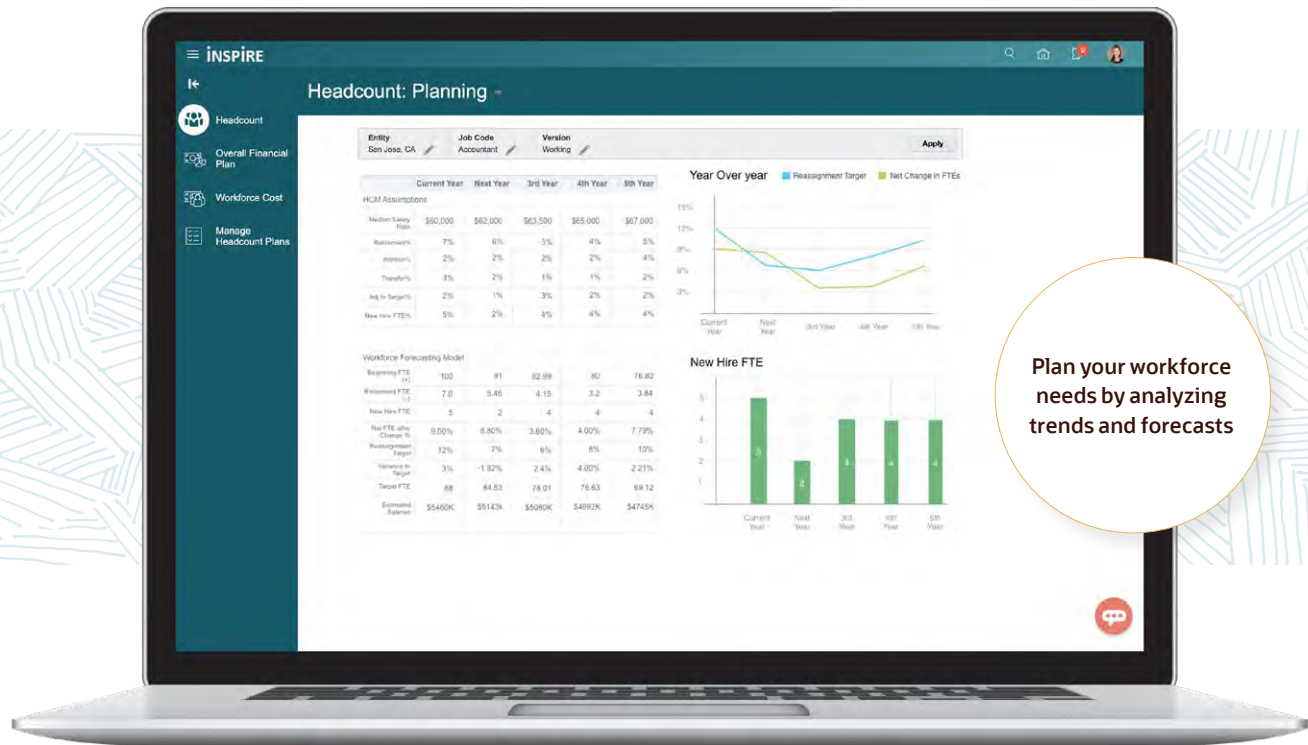 iNSPiRE
Headcount: Planning
Headcount
Overall Financial
Plan
Workforce Cost
Manage
Headcount Plans
Entity Job Code Version
San Jose, CA Accountant Working
Apply
Current Year Next Year 3rd Year 4th Year 5th Year
HCM Assumptions
Median Salary
Rate
$60,000 $62,000 $63,500 $65,000 $67,000
Retirement% 7% 6% 5% 4% 5%
Attrition% 2% 2% 2% 2% 4%
Transfer% 3% 2% 1% 1% 2%
Adj to Target% 2% 1% 3% 2% 2%
New Hire FTE% 5% 2% 4% 4% 4%
Workforce Forecasting Model
Beginning FTE
(+)
100 91 82.99 80 76.80
Retirement FTE
(-)
7.0 5.46 4.15 3.2 3.84
New Hire FTE 5 2 4 4 4
Net FTE after
Change %
9.00% 8.80% 3.60% 4.00% 7.79%
Reassignment
Target
12% 7% 6% 8% 10%
Variance to
Target
3% -1.82% 2.4% 4.00% 2.21%
Target FTE 88 84.63 78.01 76.63 69.12
Estimated
Salaries
$5460K $5143K $5080K $4992K $4745K
Year Over year Reassignment Target Net Change in FTEs
15%
12%
9%
3%
Current
Year
Next
Year
3rd Year 4th Year 5th Year
New Hire FTE
5
4
3
2
1
5 2 4 4 4
Current
Year
Next
Year
3rd
Year
4th
Year
5th
Year
Plan your workforce
needs by analyzing
trends and forecasts